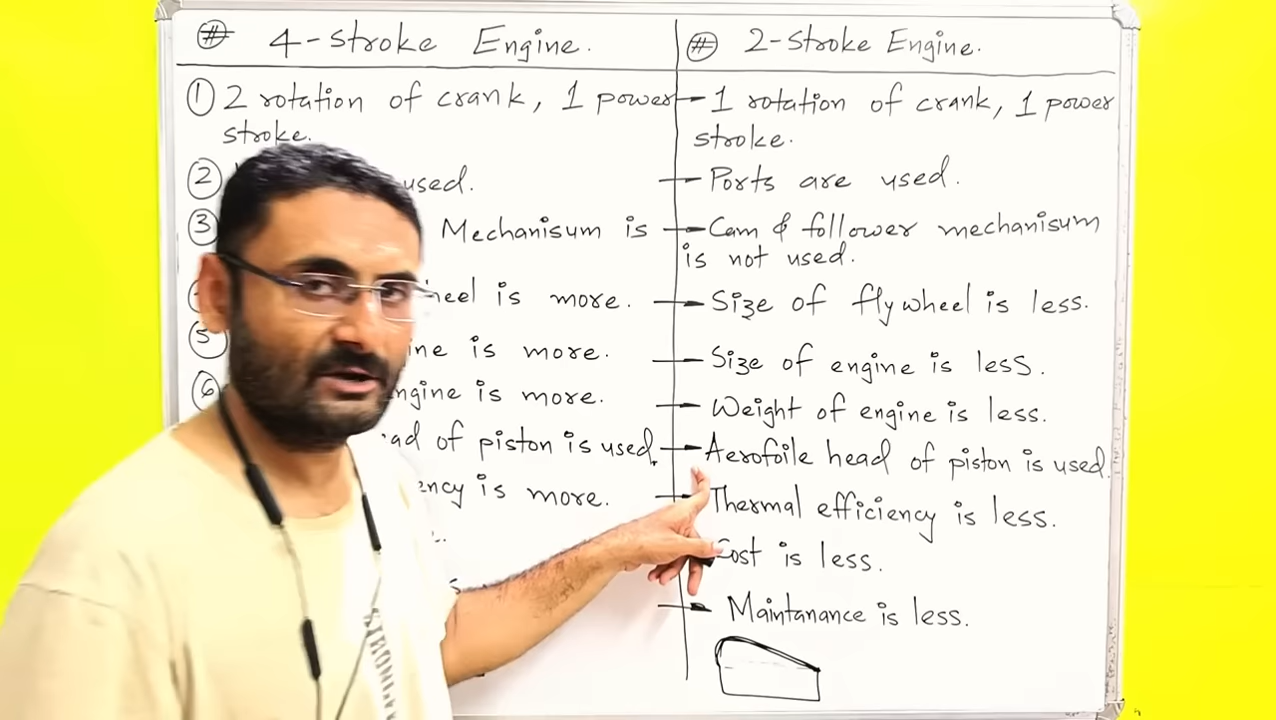 # 4-Stroke Engine.
# 2-Stroke Engine.
① 2 rotation of crank, 1 power
stroke.
② used.
③ Mechanisum is
heel is more.
⑤ ine is more.
⑥ ngine is more.
ad of piston is used.
ency is more.
→ 1 rotation of crank, 1 power
stroke.
→ Ports are used.
→ Cam & follower mechanisum
is not used.
→ Size of flywheel is less.
→ Size of engine is less.
→ Weight of engine is less.
→ Aerofoile head of piston is used.
→ Thermal efficiency is less.
Cost is less.
→ Maintanance is less.